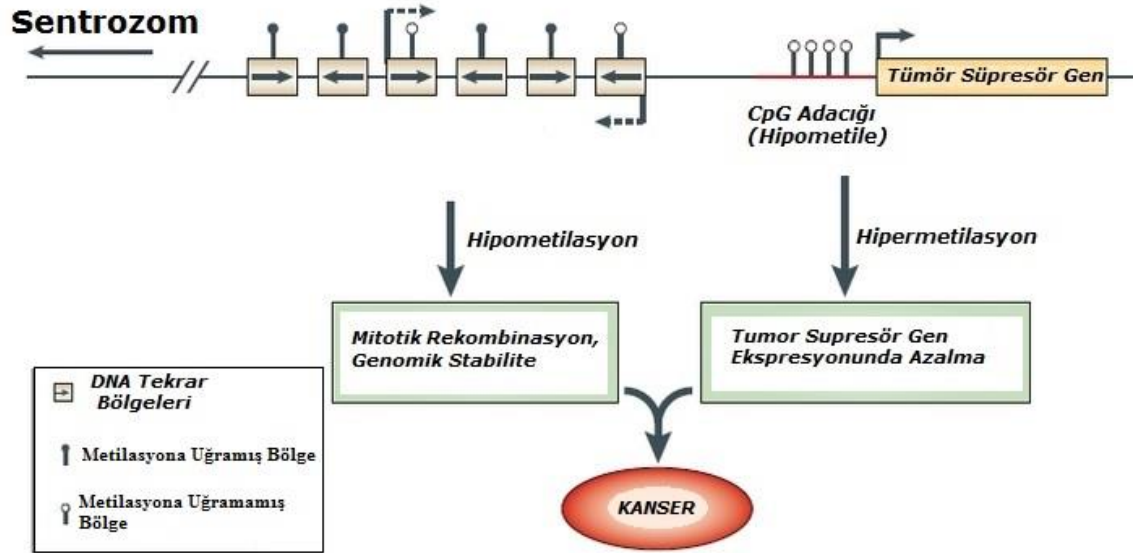 Sentrozom
Tümör Süpresör Gen
CpG Adacığı
(Hipometile)
Hipometilasyon
Hipermetilasyon
Mitotik Rekombinasyon,
Genomik Stabilite
Tumor Supresör Gen
Ekspresyonunda Azalma
DNA Tekrar
Bölgeleri
Metilasyona Uğramış Bölge
Metilasyona Uğramamış
Bölge
KANSER